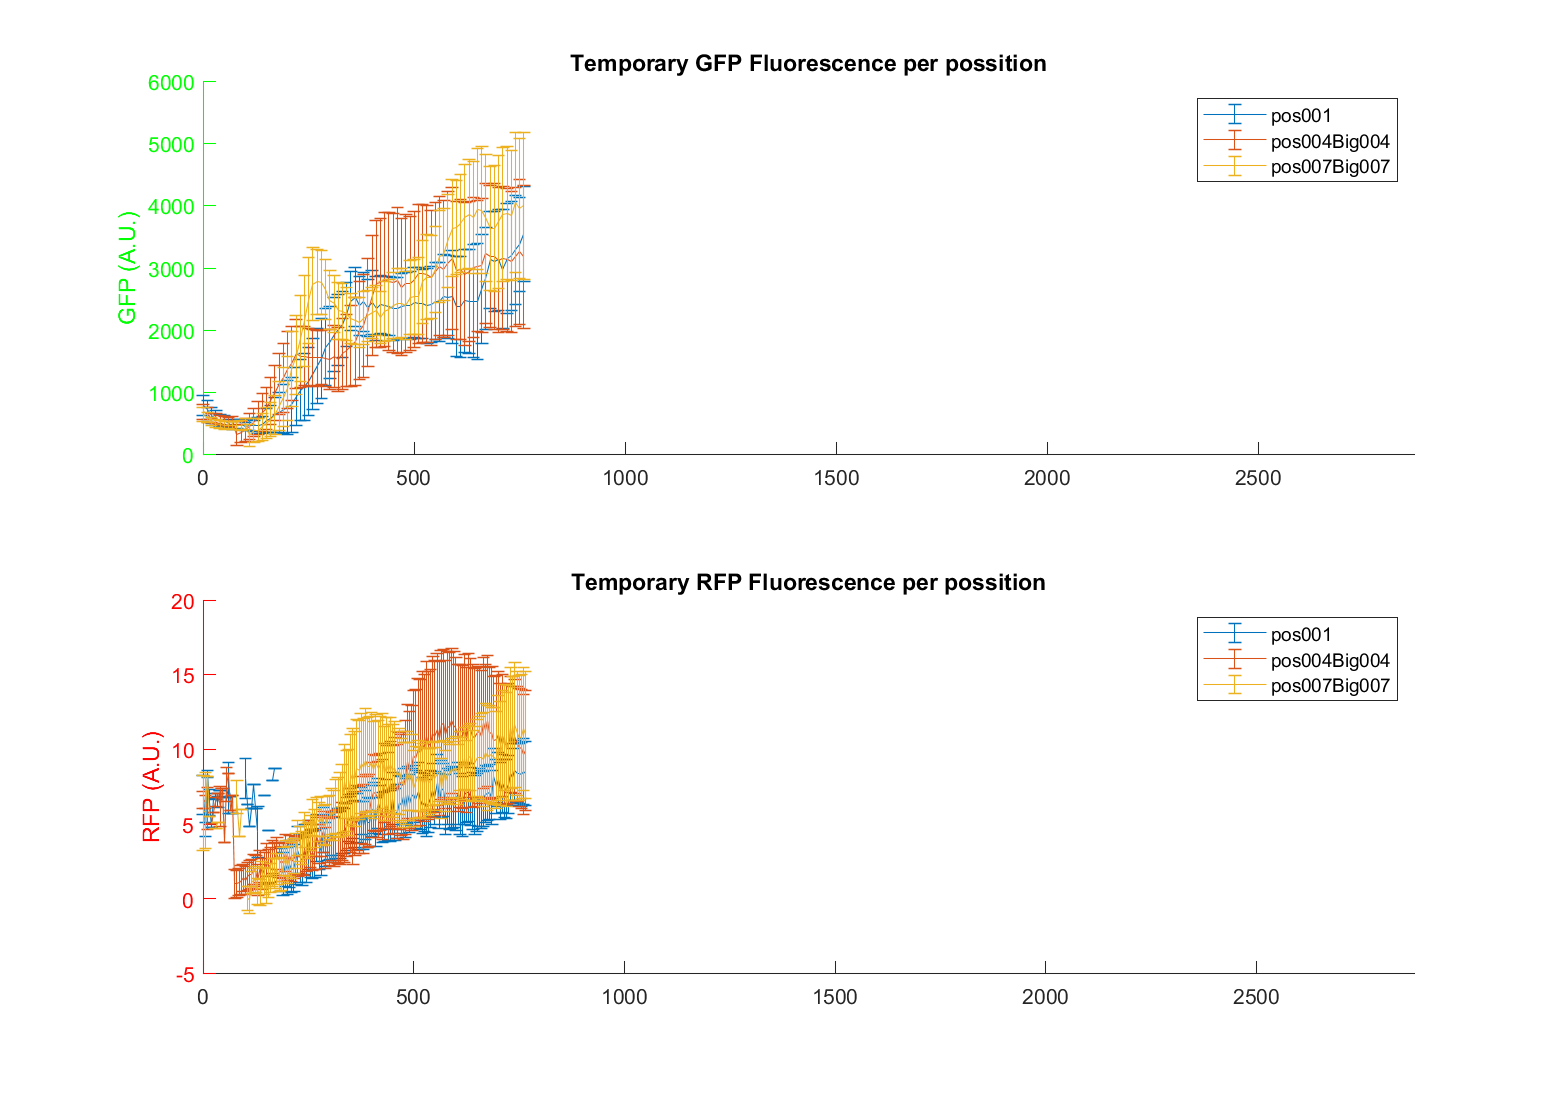 Temporary GFP Fluorescence per possition
6000
5000
4000
3000
2000
1000
0
GFP (A.U.)
pos001
pos004Big004
pos007Big007
0 500 1000 1500 2000 2500
Temporary RFP Fluorescence per possition
20
15
10
5
0
-5
RFP (A.U.)
pos001
pos004Big004
pos007Big007
0 500 1000 1500 2000 2500